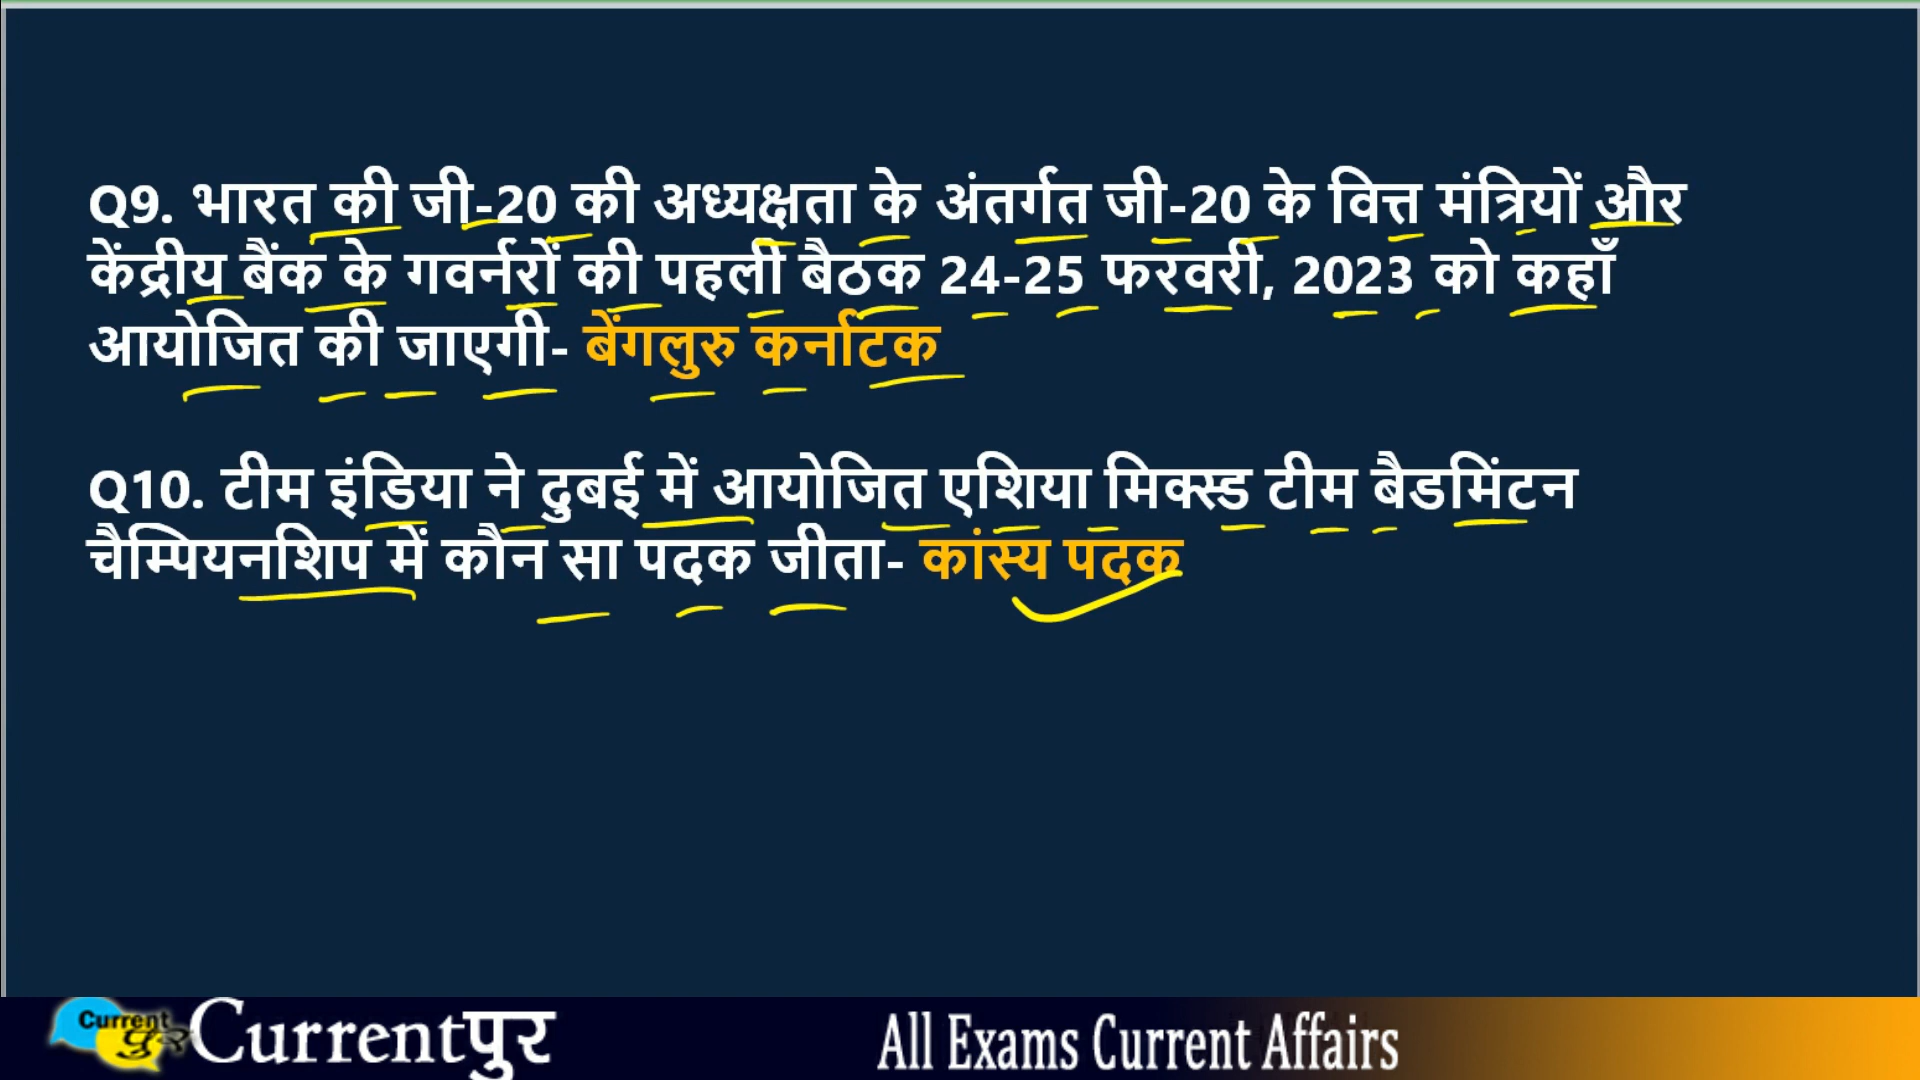 Q9. भारत की जी-20 की अध्यक्षता के अंतर्गत जी-20 के वित्त मंत्रियों और
केंद्रीय बैंक के गवर्नरों की पहली बैठक 24-25 फरवरी, 2023 को कहाँ
आयोजित की जाएगी- बेंगलुरु कर्नाटक
Q10. टीम इंडिया ने दुबई में आयोजित एशिया मिक्स्ड टीम बैडमिंटन
चैम्पियनशिप में कौन सा पदक जीता- कांस्य पदक
Current
पुर
Currentपुर
All Exams Current Affairs